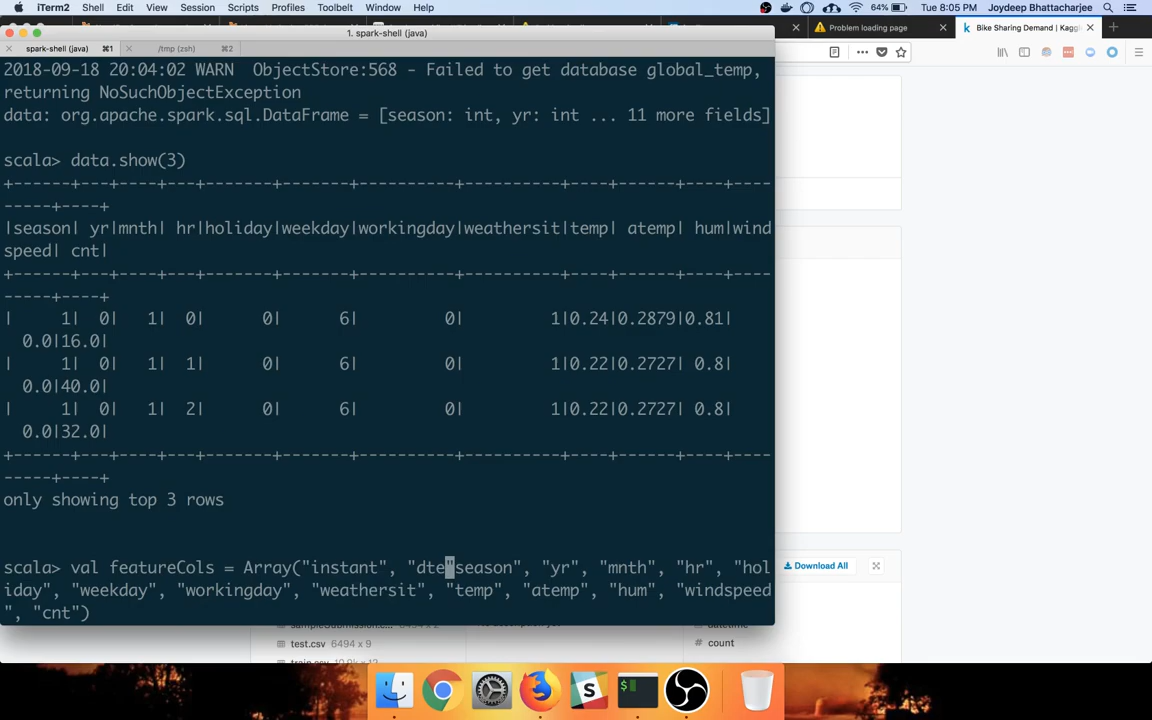 iTerm2 Shell Edit View Session Scripts Profiles Toolbelt Window Help 64% Tue 8:05 PM Joydeep Bhattacharjee
1. spark-shell (java)
Problem loading page
Bike Sharing Demand | Kaggl
spark-shell (java) ⌘1 /tmp (zsh) ⌘2
2018-09-18 20:04:02 WARN  ObjectStore:568 - Failed to get database global_temp,
returning NoSuchObjectException
data: org.apache.spark.sql.DataFrame = [season: int, yr: int ... 11 more fields]
scala> data.show(3)
+------+---+----+---+-------+-------+----------+----------+----+------+----+----
-----+----+
|season| yr|mnth| hr|holiday|weekday|workingday|weathersit|temp| atemp| hum|wind
speed| cnt|
+------+---+----+---+-------+-------+----------+----------+----+------+----+----
-----+----+
|     1|  0|   1|  0|      0|      6|         0|         1|0.24|0.2879|0.81|
  0.0|16.0|
|     1|  0|   1|  1|      0|      6|         0|         1|0.22|0.2727| 0.8|
  0.0|40.0|
|     1|  0|   1|  2|      0|      6|         0|         1|0.22|0.2727| 0.8|
  0.0|32.0|
+------+---+----+---+-------+-------+----------+----------+----+------+----+----
-----+----+
only showing top 3 rows
scala> val featureCols = Array("instant", "dte"season", "yr", "mnth", "hr", "hol
iday", "weekday", "workingday", "weathersit", "temp", "atemp", "hum", "windspeed
", "cnt")
Download All
test.csv 6494 x 9
# count